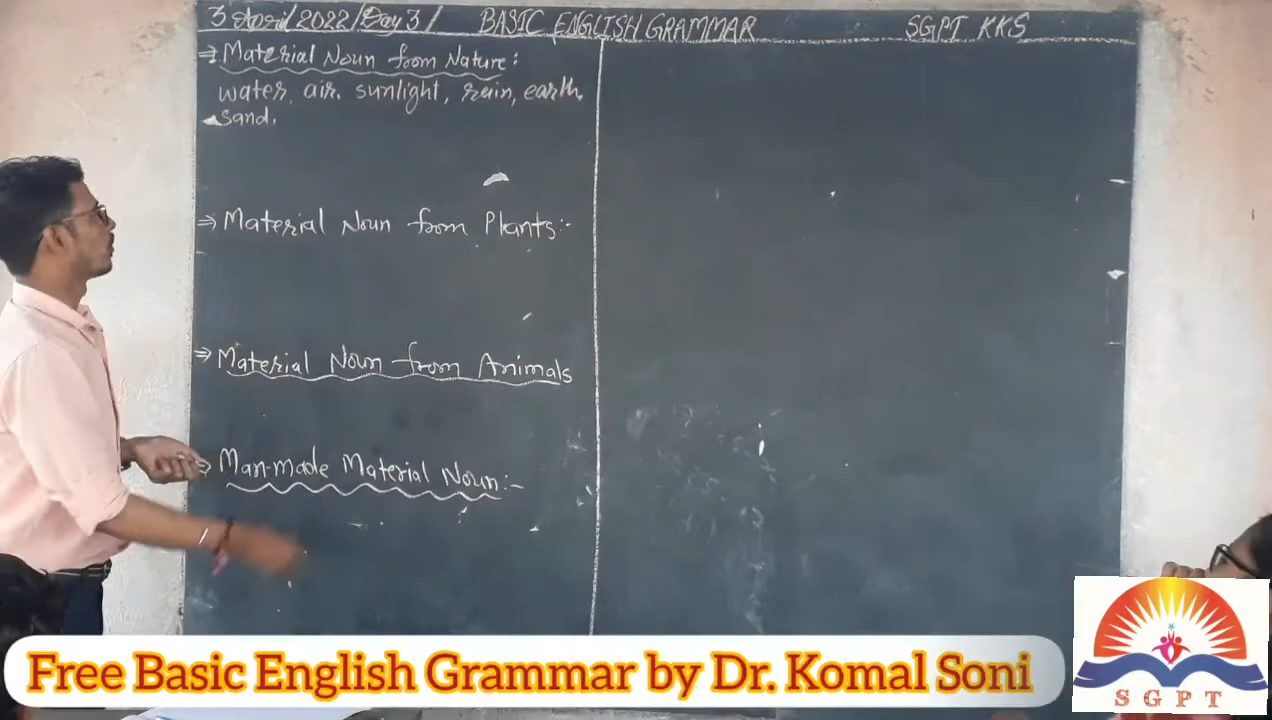 3 April/2022/Day 3/ BASIC ENGLISH GRAMMAR SGPT KKS
⇒ Material Noun from Nature:
water, air, sunlight, rain, earth,
sand.
⇒ Material Noun from Plants:-
⇒ Material Noun from Animals
⇒ Man-made Material Noun:-
Free Basic English Grammar by Dr. Komal Soni
SGPT